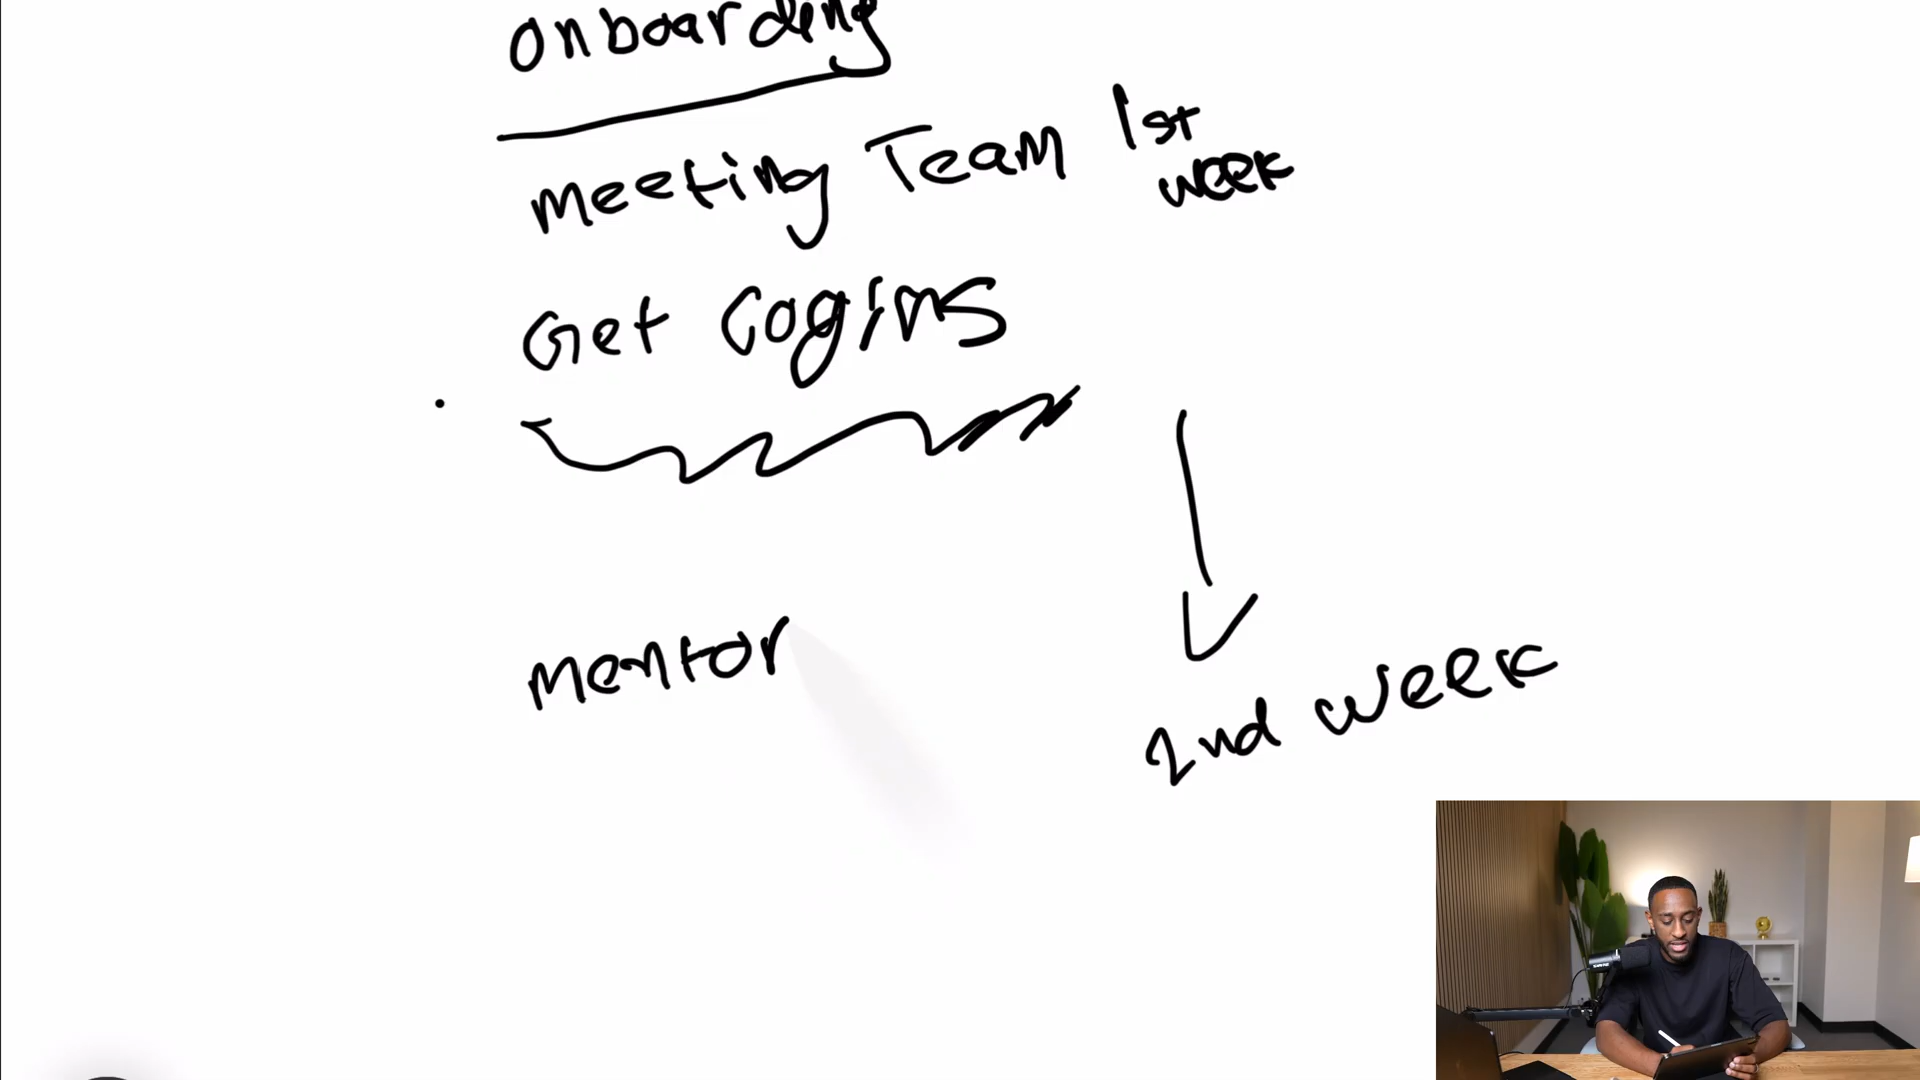 onboarding
Meeting Team 1st
week
Get Logins
mentor
2nd week